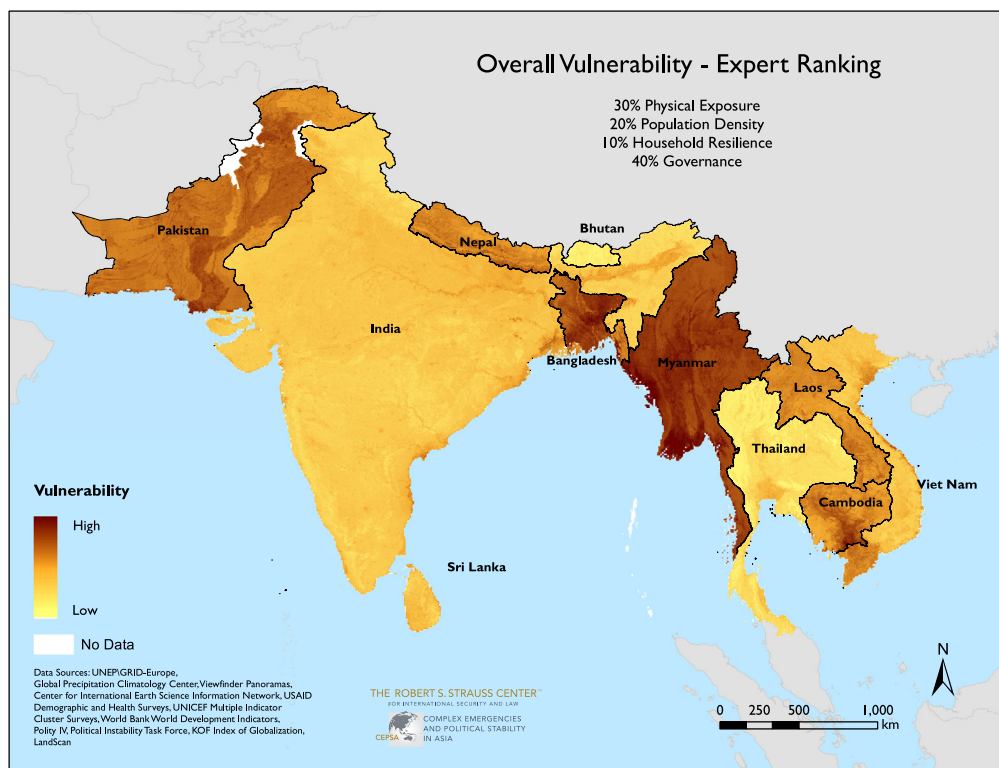 Overall Vulnerability - Expert Ranking
30% Physical Exposure
20% Population Density
10% Household Resilience
40% Governance
Pakistan
Nepal
Bhutan
India
Bangladesh
Myanmar
Laos
Thailand
Viet Nam
Cambodia
Sri Lanka
Vulnerability
High
Low
No Data
Data Sources: UNEP\GRID-Europe,
Global Precipitation Climatology Center, Viewfinder Panoramas,
Center for International Earth Science Information Network, USAID
Demographic and Health Surveys, UNICEF Multiple Indicator
Cluster Surveys, World Bank World Development Indicators,
Polity IV, Political Instability Task Force, KOF Index of Globalization,
LandScan
THE ROBERT S. STRAUSS CENTER™
FOR INTERNATIONAL SECURITY AND LAW
CEPSA
COMPLEX EMERGENCIES
AND POLITICAL STABILITY
IN ASIA
N
0 250 500 1,000
km